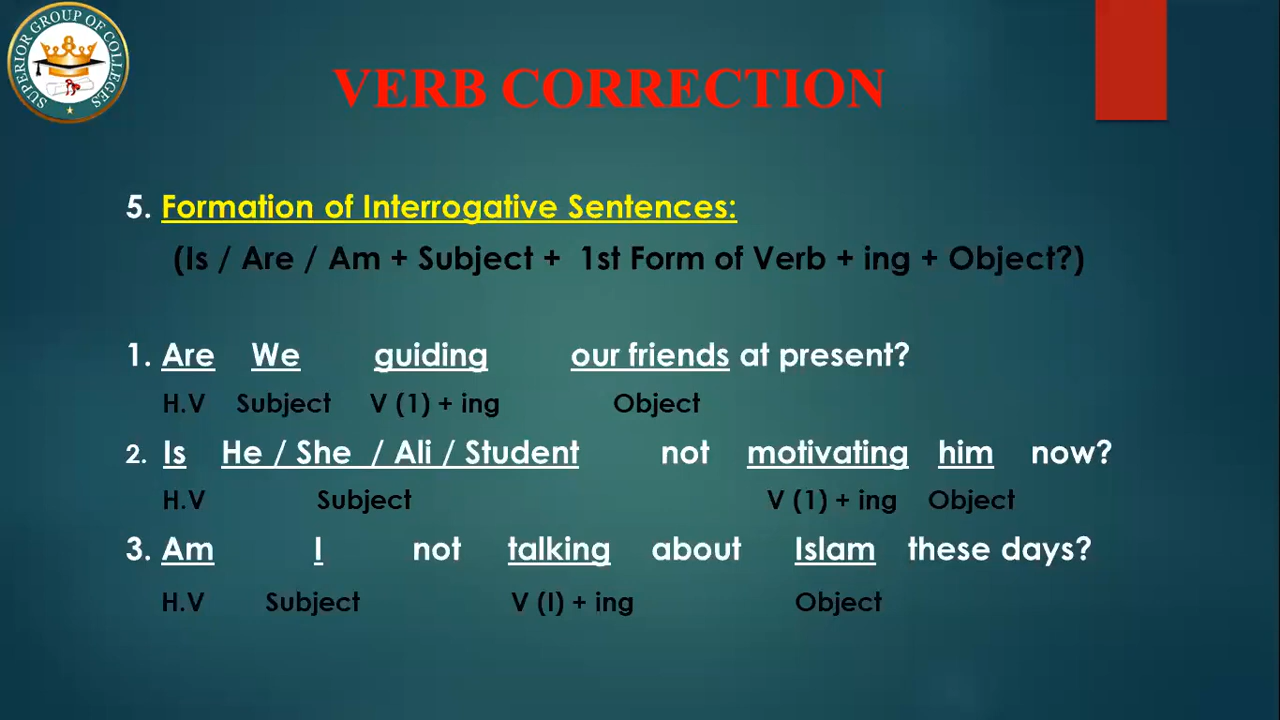 SUPERIOR GROUP OF COLLEGES
VERB CORRECTION
5. Formation of Interrogative Sentences:
(Is / Are / Am + Subject + 1st Form of Verb + ing + Object?)
1. Are We guiding our friends at present?
H.V Subject V (1) + ing Object
2. Is He / She / Ali / Student not motivating him now?
H.V Subject V (1) + ing Object
3. Am I not talking about Islam these days?
H.V Subject V (I) + ing Object